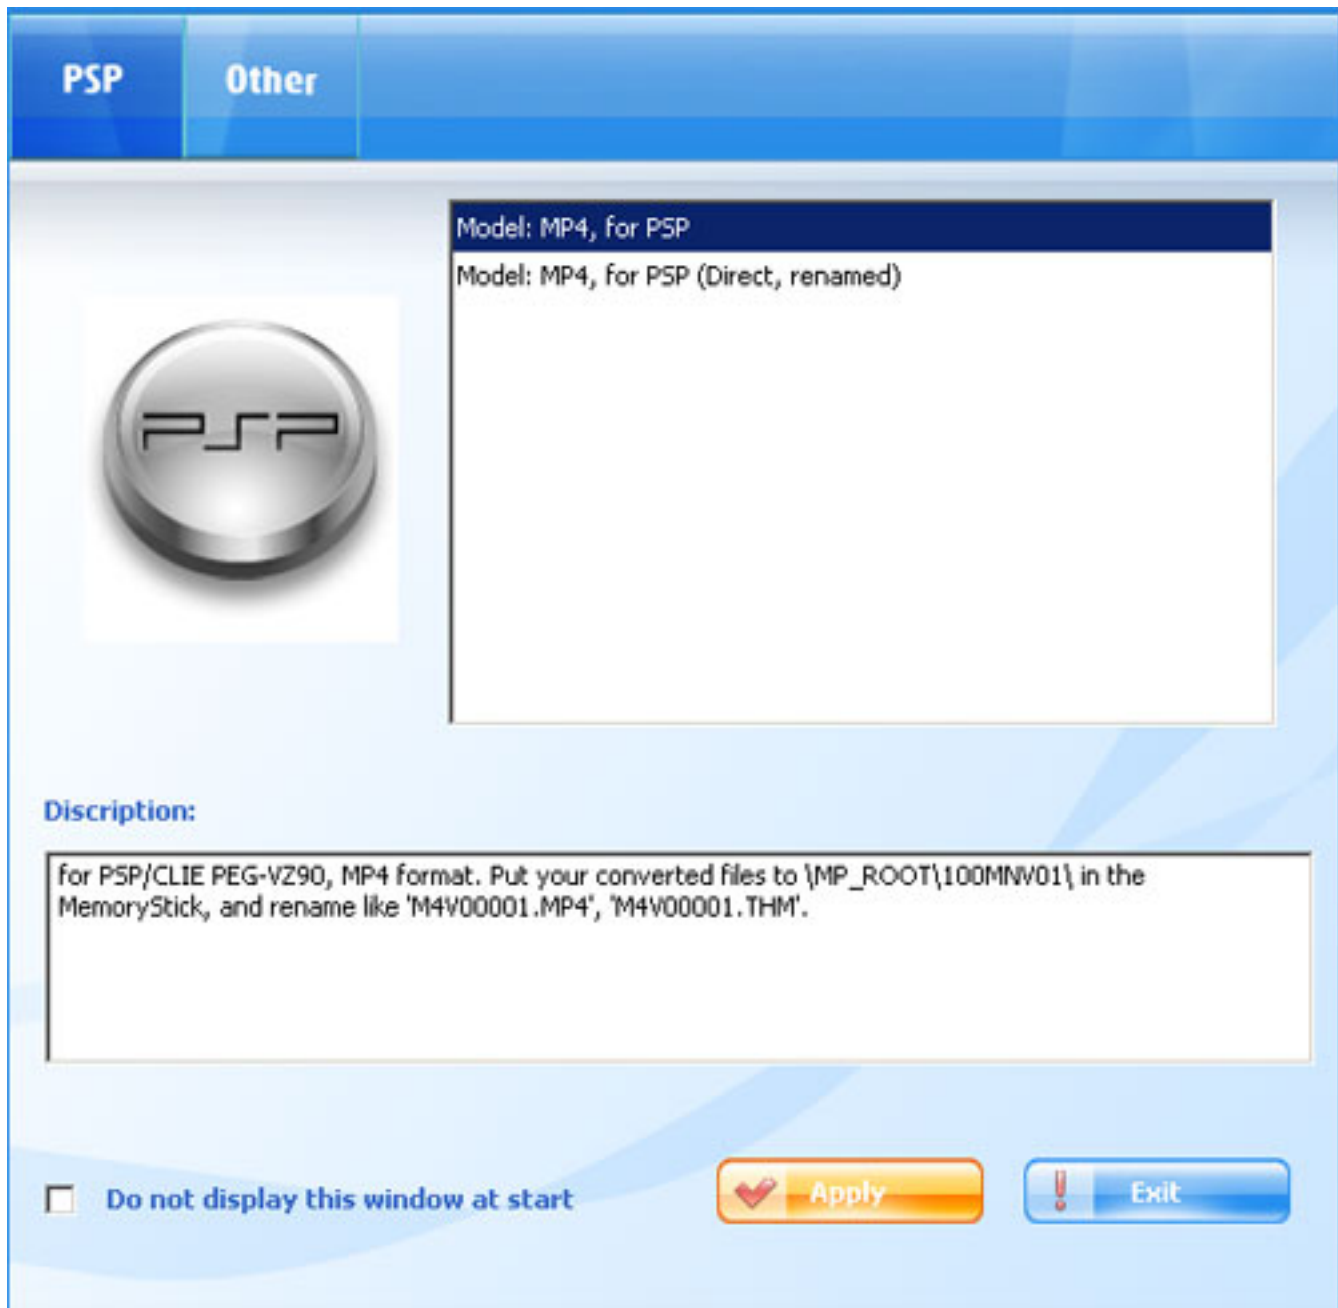 PSP
Other
Model: MP4, for PSP
Model: MP4, for PSP (Direct, renamed)
PSP
Discription:
for PSP/CLIE PEG-VZ90, MP4 format. Put your converted files to \MP_ROOT\100MNV01\ in the
MemoryStick, and rename like 'M4V00001.MP4', 'M4V00001.THM'.
Do not display this window at start
Apply
Exit